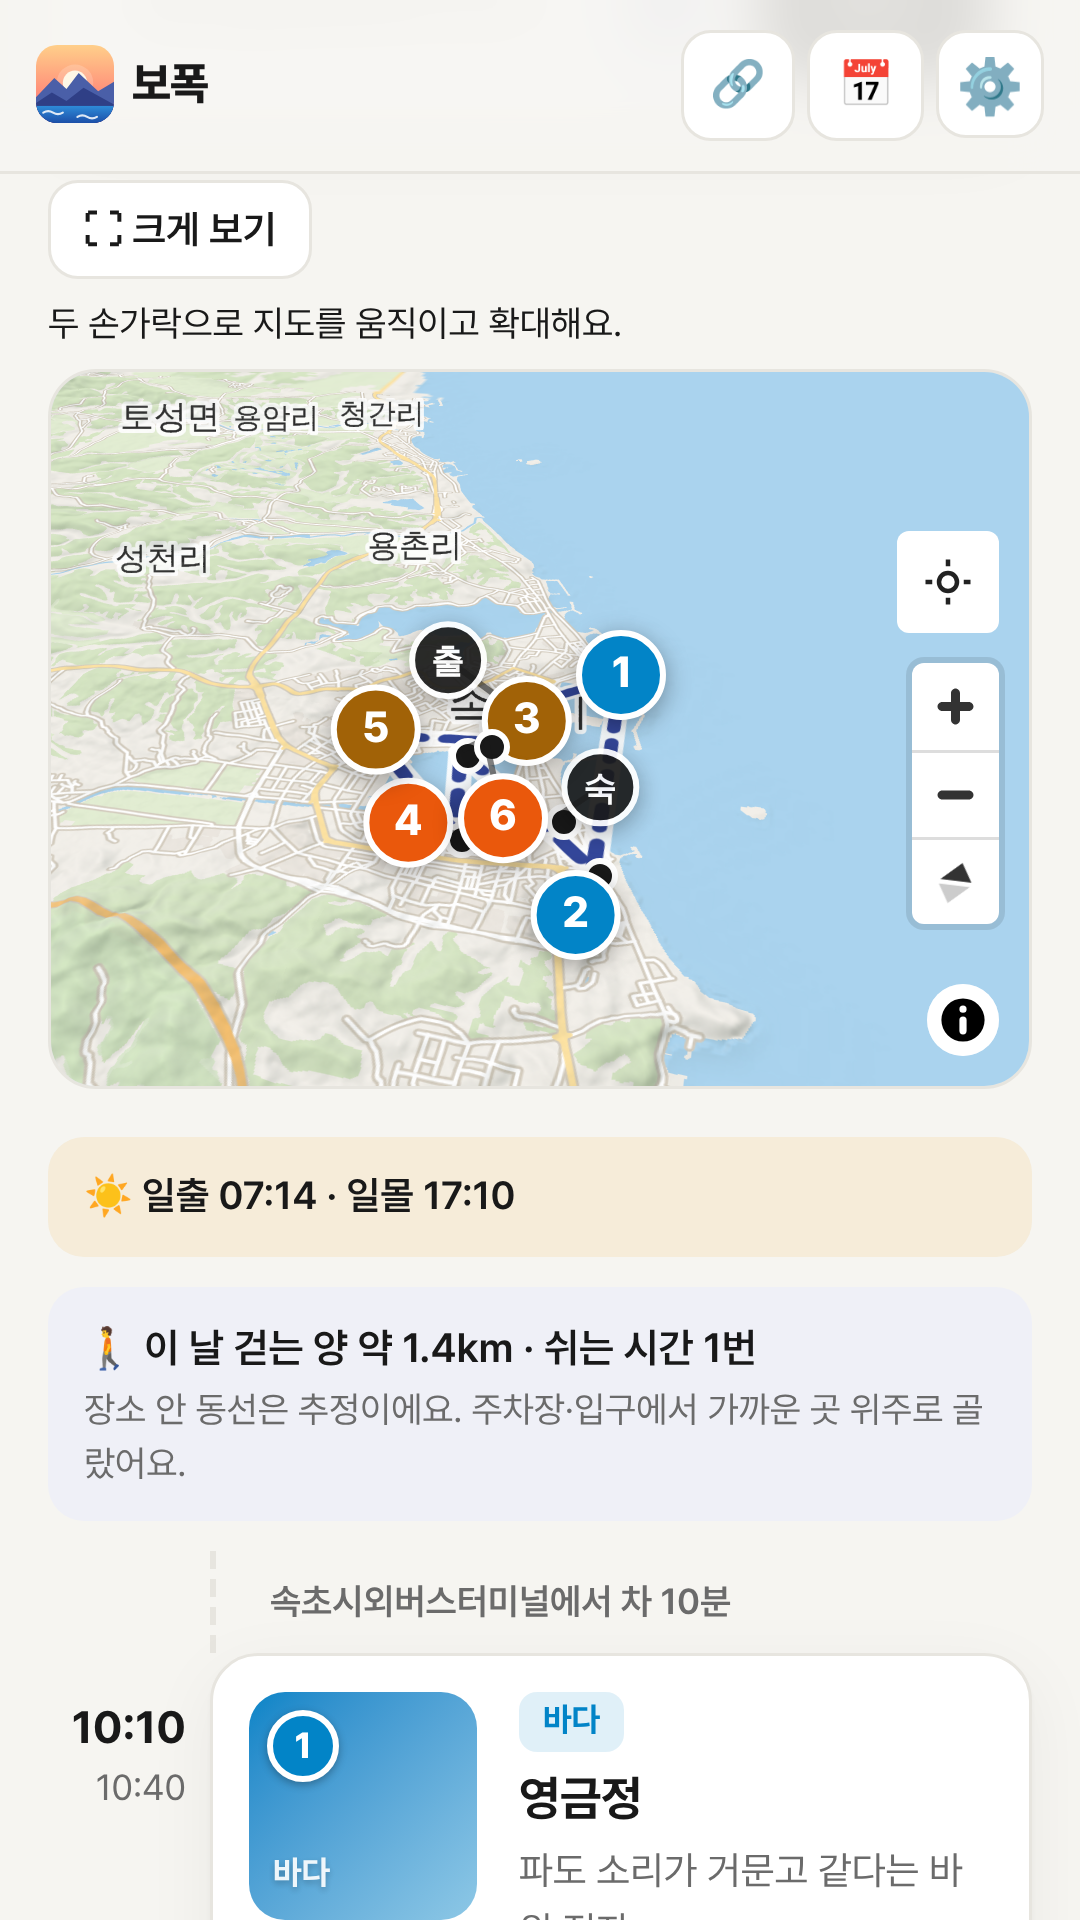 보폭
July
17
크게 보기
두 손가락으로 지도를 움직이고 확대해요.
토성면 용암리 청간리
성천리 용촌리
출
1
5
속
3
숙
4
6
2
일출 07:14 · 일몰 17:10
이 날 걷는 양 약 1.4km · 쉬는 시간 1번
장소 안 동선은 추정이에요. 주차장·입구에서 가까운 곳 위주로 골
랐어요.
속초시외버스터미널에서 차 10분
10:10
10:40
1
바다
바다
영금정
파도 소리가 거문고 같다는 바